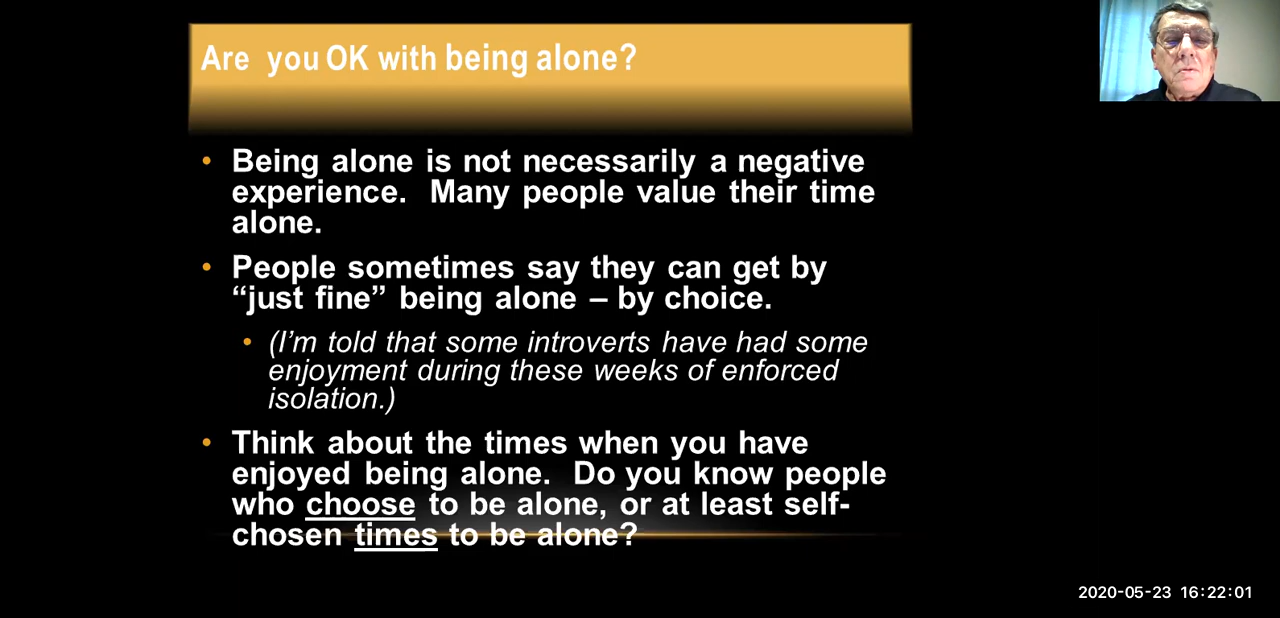 Are you OK with being alone?
• Being alone is not necessarily a negative
experience. Many people value their time
alone.
• People sometimes say they can get by
“just fine” being alone – by choice.
• (I’m told that some introverts have had some
enjoyment during these weeks of enforced
isolation.)
• Think about the times when you have
enjoyed being alone. Do you know people
who choose to be alone, or at least self-
chosen times to be alone?
2020-05-23 16:22:01